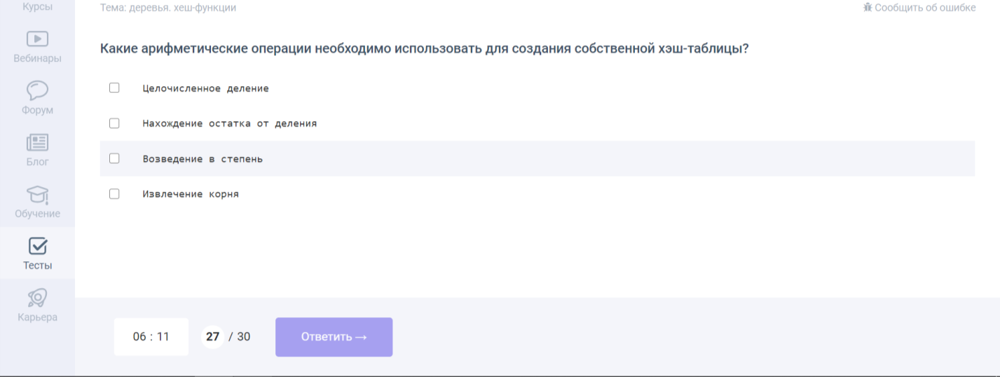 Курсы
Тема: деревья. хеш-функции
Сообщить об ошибке
Вебинары
Какие арифметические операции необходимо использовать для создания собственной хэш-таблицы?
Целочисленное деление
Форум
Нахождение остатка от деления
Блог
Возведение в степень
Извлечение корня
Обучение
Тесты
Карьера
06 : 11
27 / 30
Ответить →